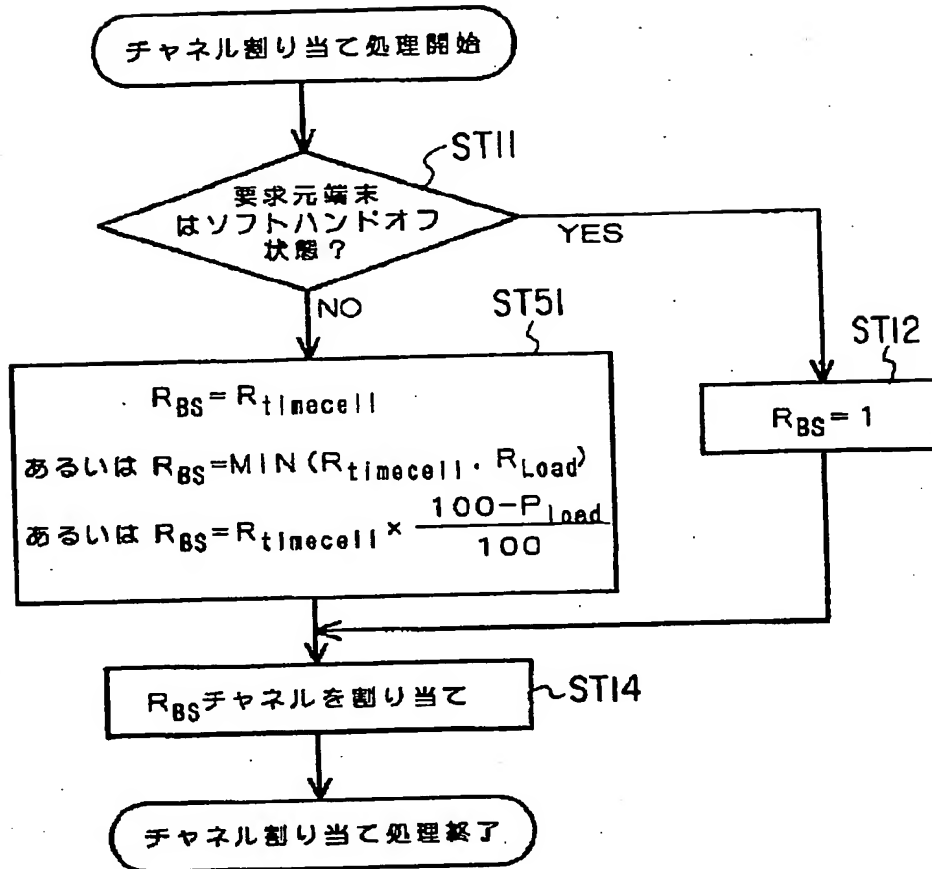 チャネル割り当て処理開始
ST11
要求元端末
はソフトハンドオフ
状態?
YES
NO
ST51
ST12
R_BS=R_timecell
あるいは R_BS=MIN(R_timecell, R_Load)
あるいは R_BS=R_timecell×(100-P_load)/100
R_BS=1
R_BSチャネルを割り当て
ST14
チャネル割り当て処理終了